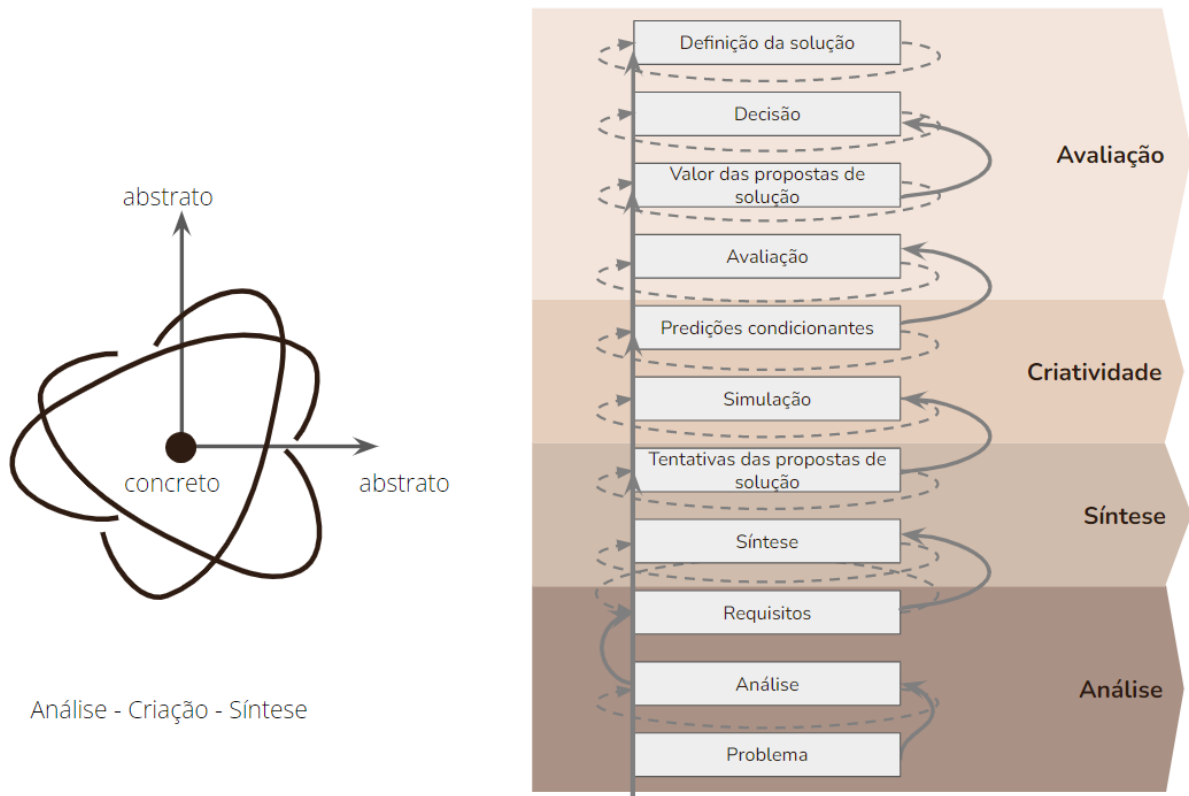 abstrato
concreto
abstrato
Análise - Criação - Síntese
Definição da solução
Decisão
Valor das propostas de
solução
Avaliação
Avaliação
Predições condicionantes
Simulação
Criatividade
Tentativas das propostas de
solução
Síntese
Síntese
Requisitos
Análise
Problema
Análise